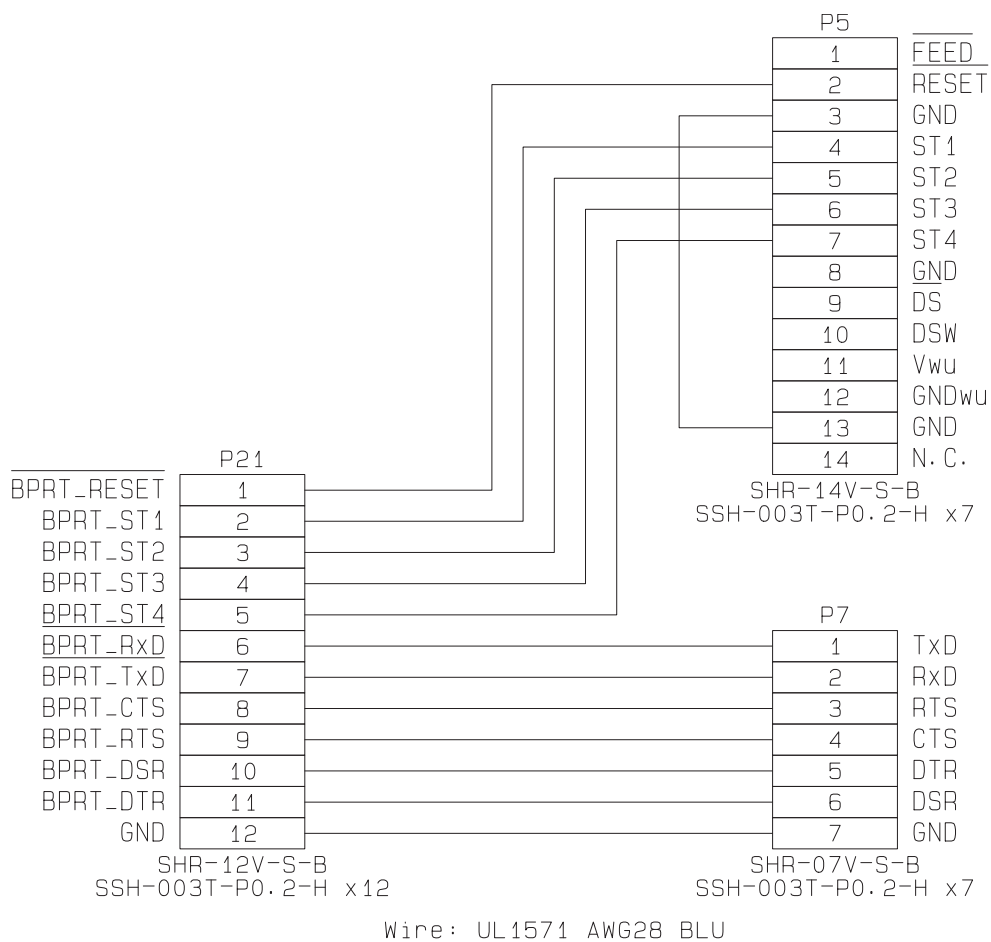 P5
1 FEED
2 RESET
3 GND
4 ST1
5 ST2
6 ST3
7 ST4
8 GND
9 DS
10 DSW
11 Vwu
12 GNDwu
13 GND
14 N.C.
SHR-14V-S-B
SSH-003T-P0.2-H x7
P21
BPRT_RESET 1
BPRT_ST1 2
BPRT_ST2 3
BPRT_ST3 4
BPRT_ST4 5
BPRT_RxD 6
BPRT_TxD 7
BPRT_CTS 8
BPRT_RTS 9
BPRT_DSR 10
BPRT_DTR 11
GND 12
SHR-12V-S-B
SSH-003T-P0.2-H x12
P7
1 TxD
2 RxD
3 RTS
4 CTS
5 DTR
6 DSR
7 GND
SHR-07V-S-B
SSH-003T-P0.2-H x7
Wire: UL1571 AWG28 BLU